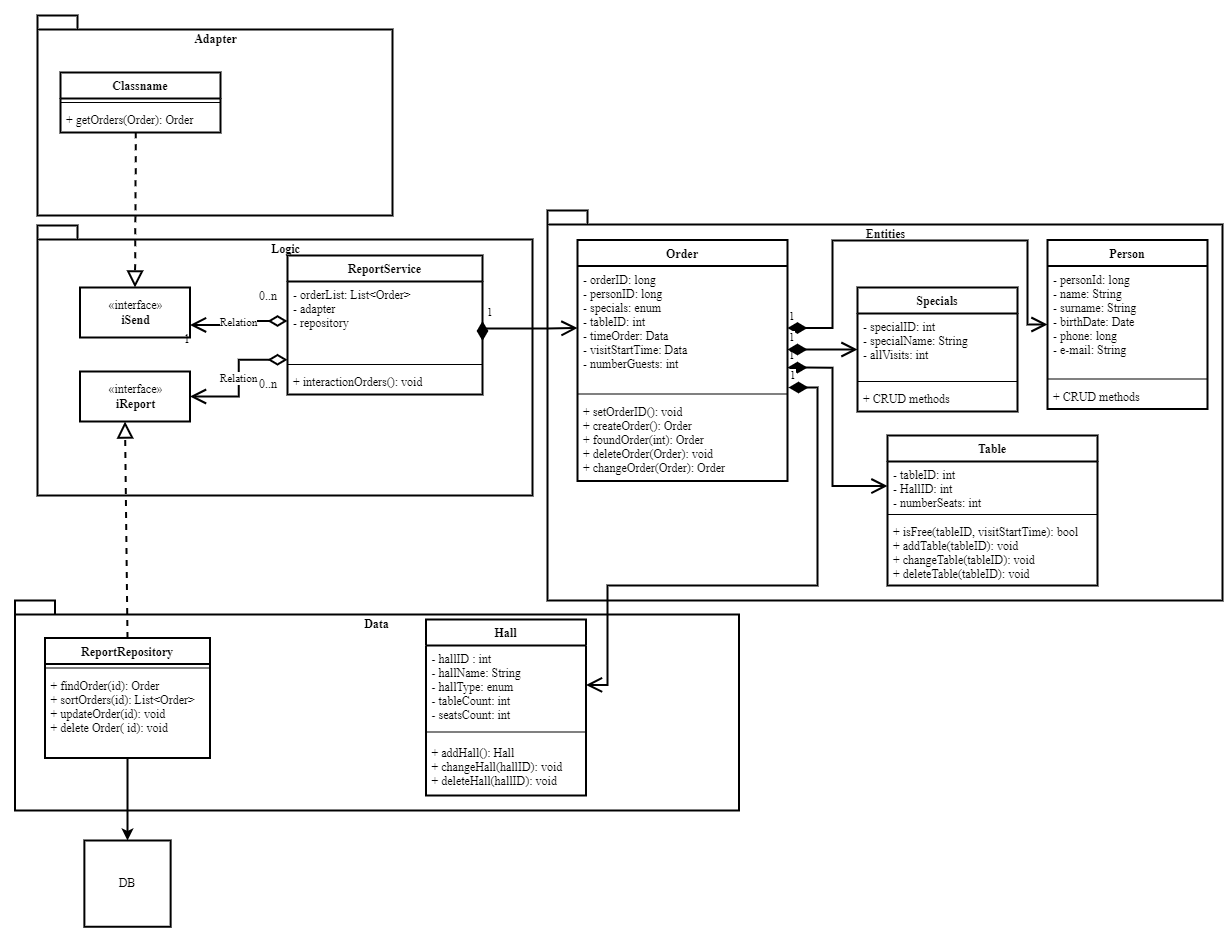 Adapter
Classname
+ getOrders(Order): Order
Logic
«interface»
iSend
1
0..n
Relation
Relation
0..n
«interface»
iReport
ReportService
- orderList: List<Order>
- adapter
- repository
+ interactionOrders(): void
1
Entities
Order
- orderID: long
- personID: long
- specials: enum
- tableID: int
- timeOrder: Data
- visitStartTime: Data
- numberGuests: int
+ setOrderID(): void
+ createOrder(): Order
+ foundOrder(int): Order
+ deleteOrder(Order): void
+ changeOrder(Order): Order
1
1
1
1
Specials
- specialID: int
- specialName: String
- allVisits: int
+ CRUD methods
Person
- personId: long
- name: String
- surname: String
- birthDate: Date
- phone: long
- e-mail: String
+ CRUD methods
Table
- tableID: int
- HallID: int
- numberSeats: int
+ isFree(tableID, visitStartTime): bool
+ addTable(tableID): void
+ changeTable(tableID): void
+ deleteTable(tableID): void
Data
ReportRepository
+ findOrder(id): Order
+ sortOrders(id): List<Order>
+ updateOrder(id): void
+ delete Order( id): void
Hall
- hallID : int
- hallName: String
- hallType: enum
- tableCount: int
- seatsCount: int
+ addHall(): Hall
+ changeHall(hallID): void
+ deleteHall(hallID): void
DB